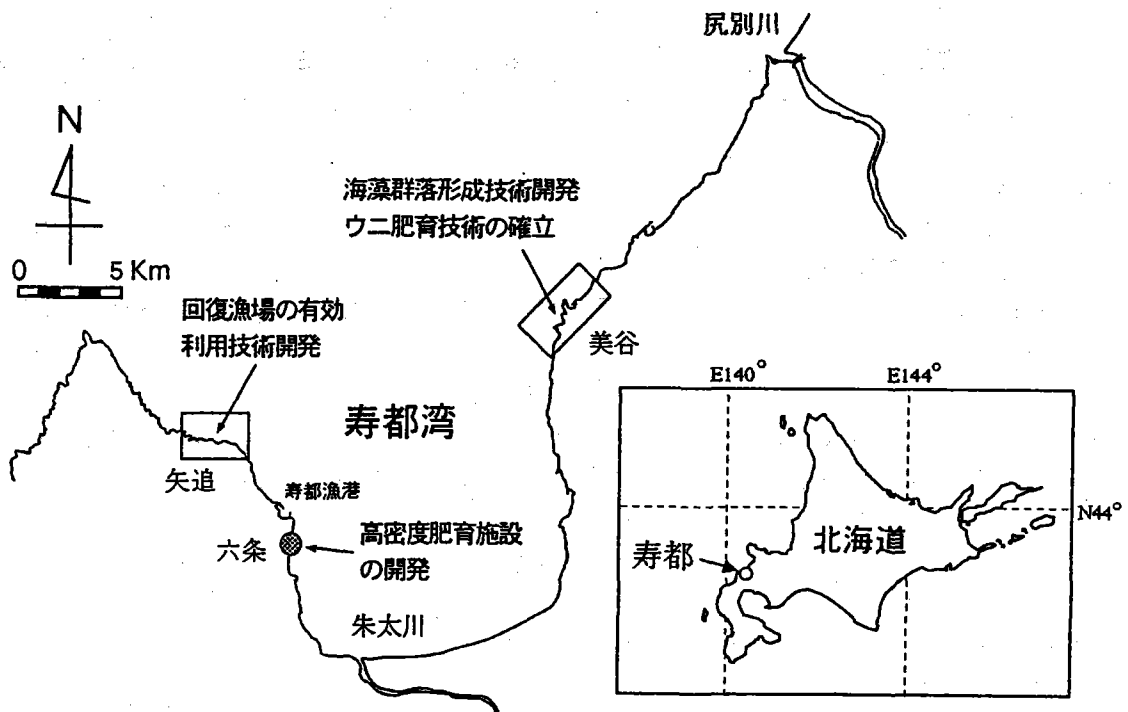 尻別川
N
0 5 Km
海藻群落形成技術開発
ウニ肥育技術の確立
回復漁場の有効
利用技術開発
美谷
寿都湾
矢追
寿都漁港
六条
高密度肥育施設
の開発
朱太川
E140°
E144°
N44°
北海道
寿都